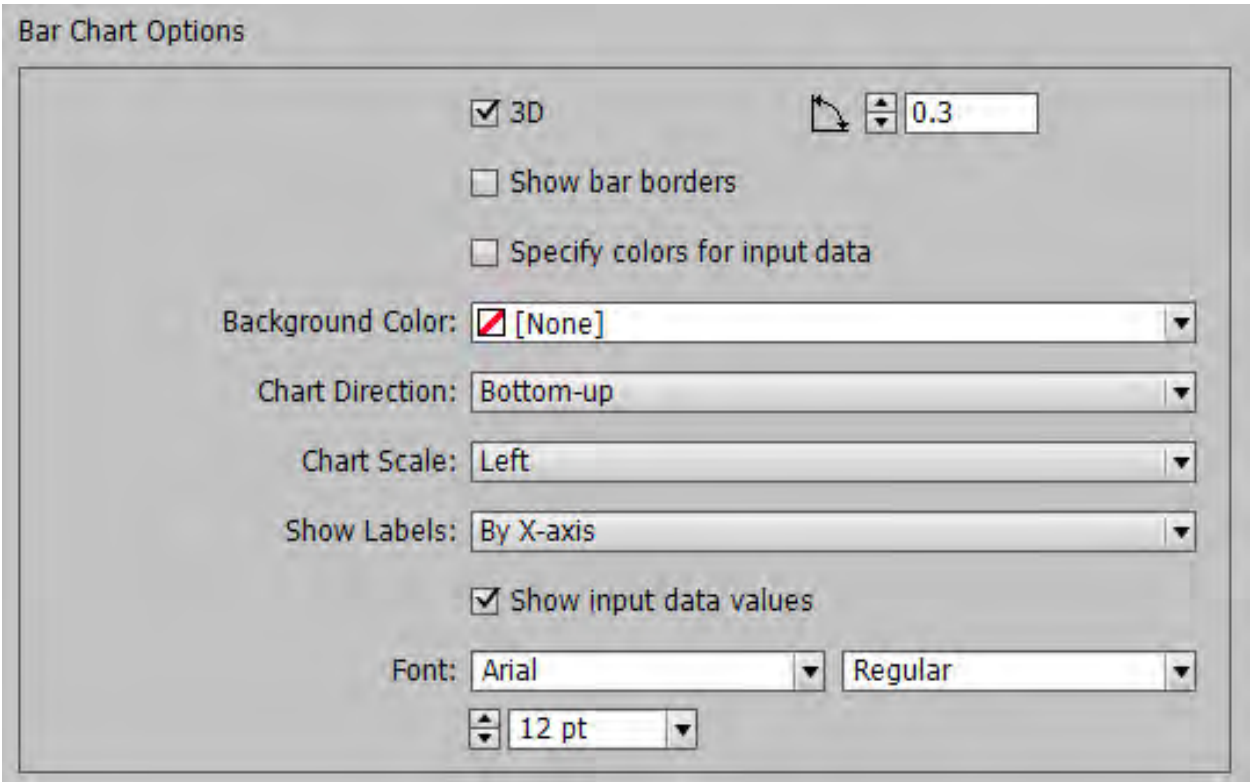 Bar Chart Options
3D 0.3
Show bar borders
Specify colors for input data
Background Color: [None]
Chart Direction: Bottom-up
Chart Scale: Left
Show Labels: By X-axis
Show input data values
Font: Arial Regular
12 pt